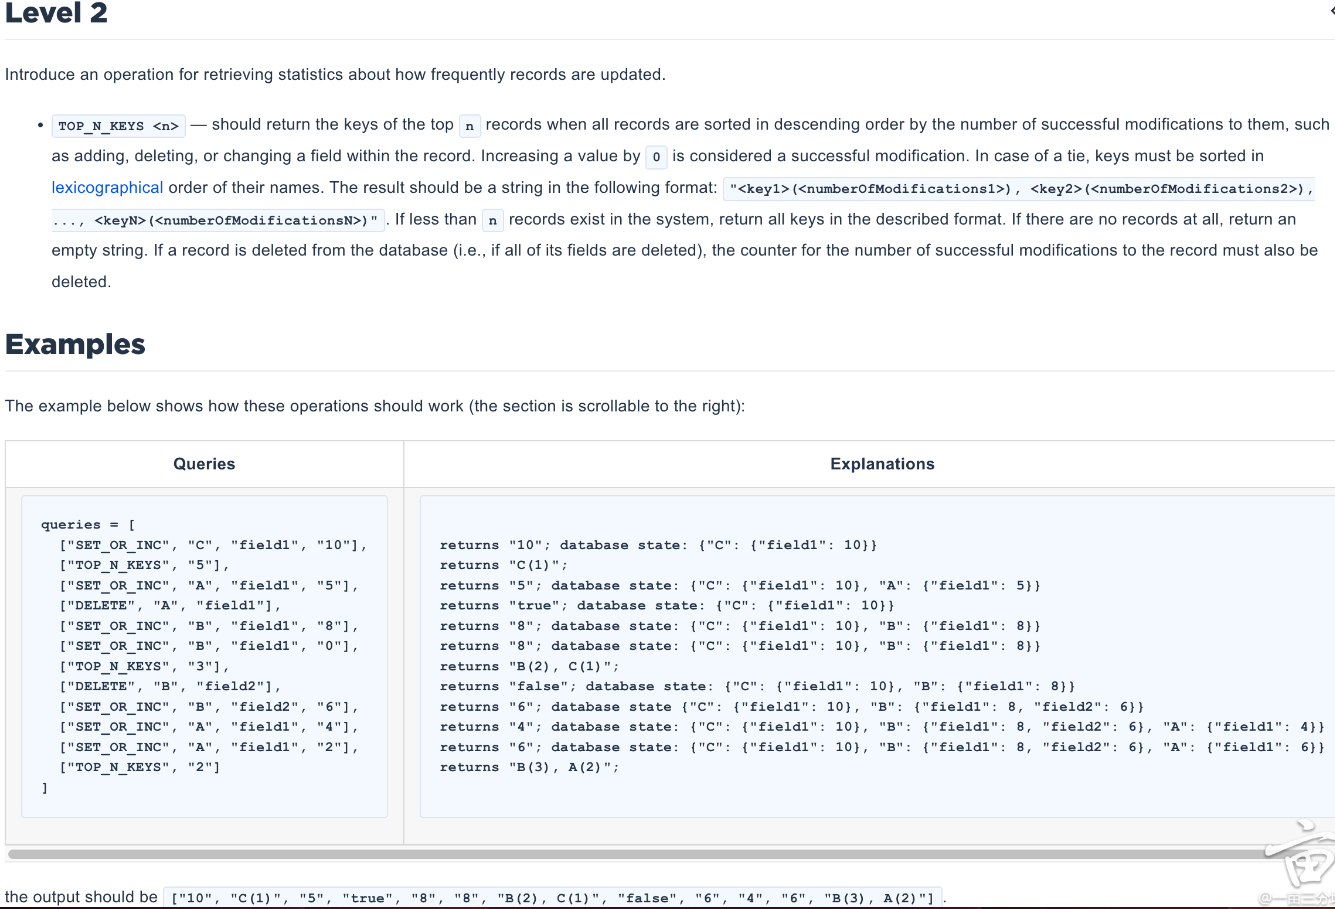 Level 2
Introduce an operation for retrieving statistics about how frequently records are updated.
• TOP_N_KEYS <n> — should return the keys of the top n records when all records are sorted in descending order by the number of successful modifications to them, such
as adding, deleting, or changing a field within the record. Increasing a value by 0 is considered a successful modification. In case of a tie, keys must be sorted in
lexicographical order of their names. The result should be a string in the following format: "<key1>(<numberOfModifications1>), <key2>(<numberOfModifications2>),
..., <keyN>(<numberOfModificationsN>)". If less than n records exist in the system, return all keys in the described format. If there are no records at all, return an
empty string. If a record is deleted from the database (i.e., if all of its fields are deleted), the counter for the number of successful modifications to the record must also be
deleted.
Examples
The example below shows how these operations should work (the section is scrollable to the right):
Queries
Explanations
queries = [
["SET_OR_INC", "C", "field1", "10"],
["TOP_N_KEYS", "5"],
["SET_OR_INC", "A", "field1", "5"],
["DELETE", "A", "field1"],
["SET_OR_INC", "B", "field1", "8"],
["SET_OR_INC", "B", "field1", "0"],
["TOP_N_KEYS", "3"],
["DELETE", "B", "field2"],
["SET_OR_INC", "B", "field2", "6"],
["SET_OR_INC", "A", "field1", "4"],
["SET_OR_INC", "A", "field1", "2"],
["TOP_N_KEYS", "2"]
]
returns "10"; database state: {"C": {"field1": 10}}
returns "C(1)";
returns "5"; database state: {"C": {"field1": 10}, "A": {"field1": 5}}
returns "true"; database state: {"C": {"field1": 10}}
returns "8"; database state: {"C": {"field1": 10}, "B": {"field1": 8}}
returns "8"; database state: {"C": {"field1": 10}, "B": {"field1": 8}}
returns "B(2), C(1)";
returns "false"; database state: {"C": {"field1": 10}, "B": {"field1": 8}}
returns "6"; database state {"C": {"field1": 10}, "B": {"field1": 8, "field2": 6}}
returns "4"; database state: {"C": {"field1": 10}, "B": {"field1": 8, "field2": 6}, "A": {"field1": 4}}
returns "6"; database state: {"C": {"field1": 10}, "B": {"field1": 8, "field2": 6}, "A": {"field1": 6}}
returns "B(3), A(2)";
the output should be ["10", "C(1)", "5", "true", "8", "8", "B(2), C(1)", "false", "6", "4", "6", "B(3), A(2)"].